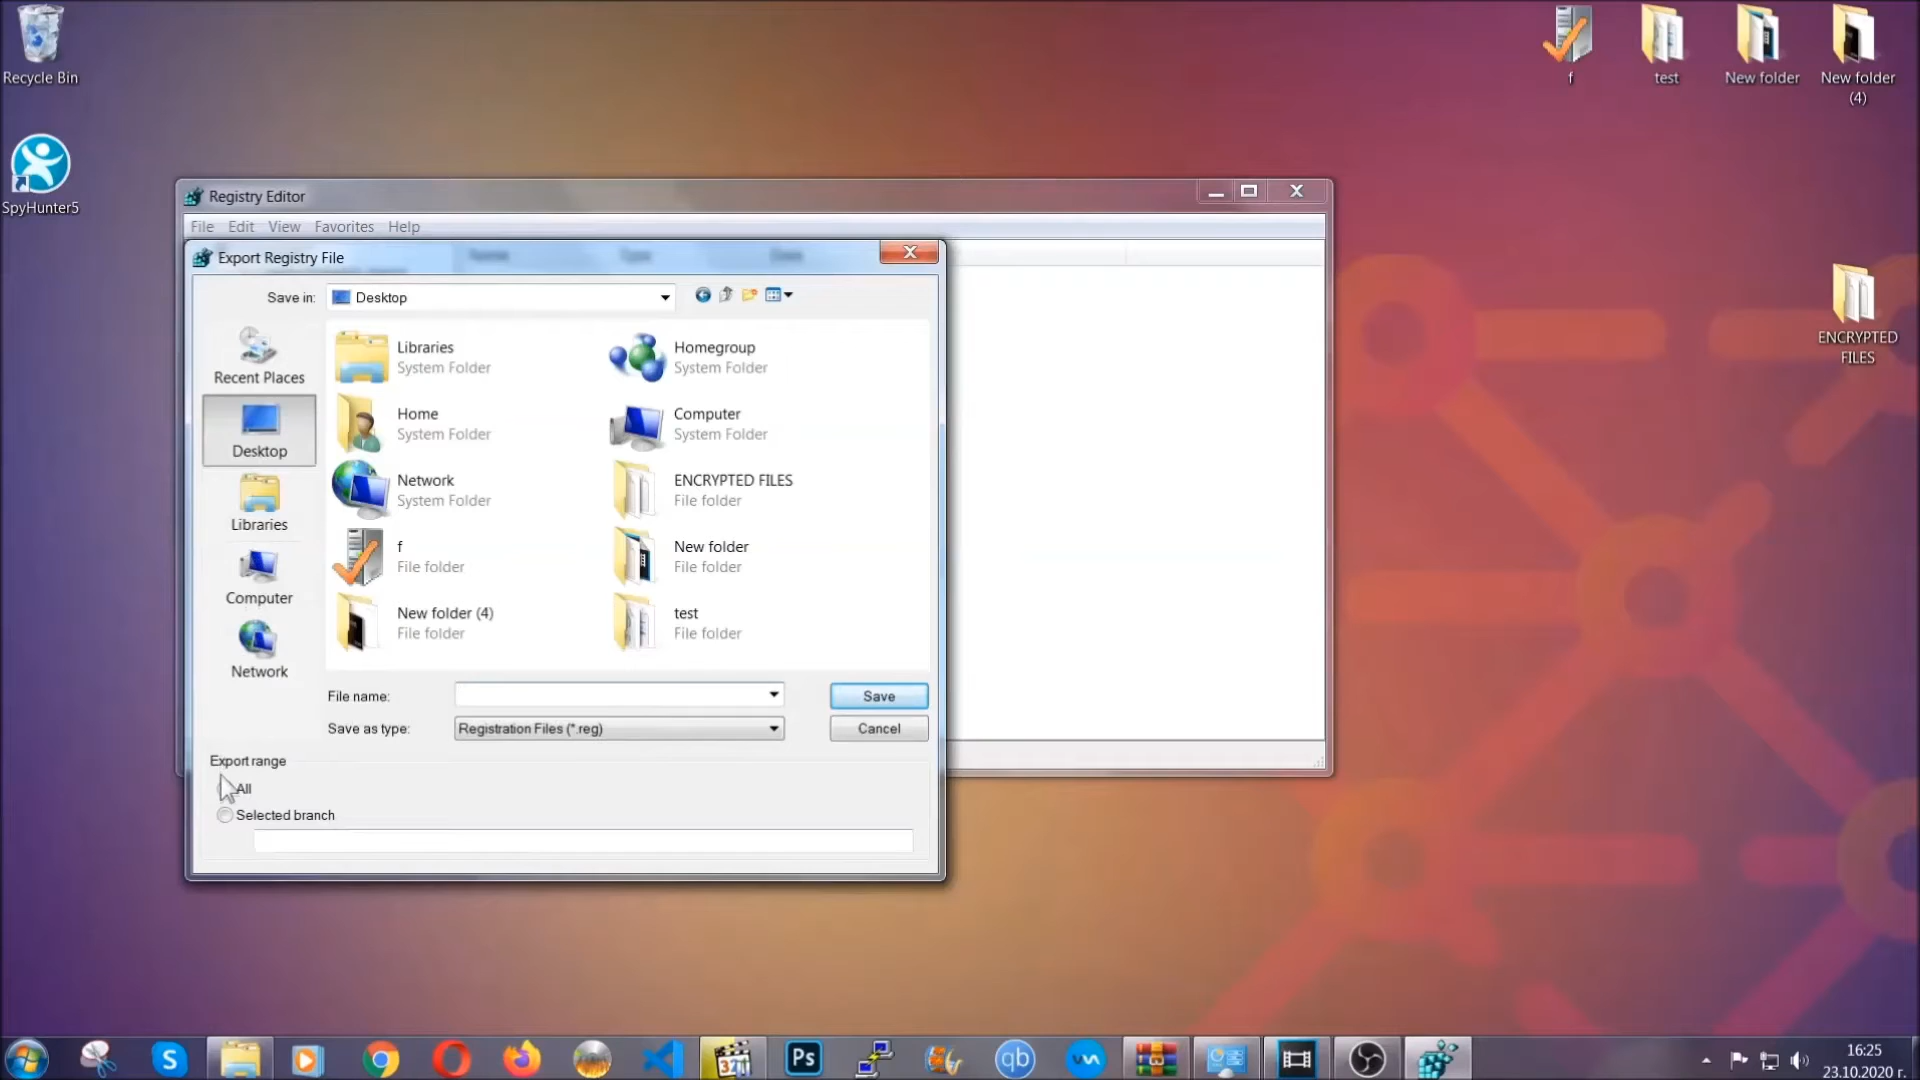 Recycle Bin
SpyHunter5
f
test
New folder
New folder
(4)
ENCRYPTED
FILES
Registry Editor
File Edit View Favorites Help
Export Registry File
Save in: Desktop
Recent Places
Desktop
Libraries
Computer
Network
Libraries
System Folder
Homegroup
System Folder
Home
System Folder
Computer
System Folder
Network
System Folder
ENCRYPTED FILES
File folder
f
File folder
New folder
File folder
New folder (4)
File folder
test
File folder
File name:
Save
Save as type: Registration Files (*.reg)
Cancel
Export range
All
Selected branch
S
321
Ps
qb
16:25
23.10.2020 г.